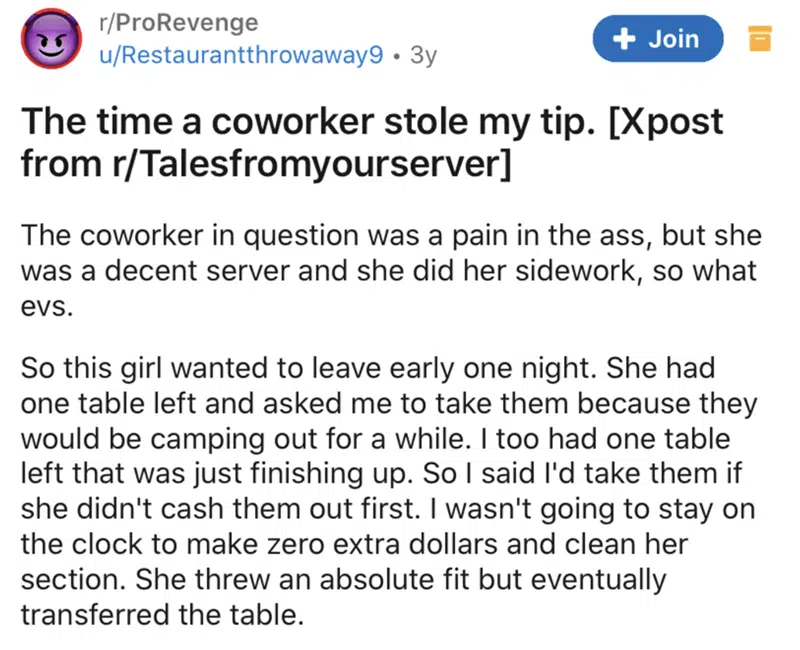 r/ProRevenge
u/Restaurantthrowaway9 • 3y
+ Join
The time a coworker stole my tip. [Xpost
from r/Talesfromyourserver]
The coworker in question was a pain in the ass, but she
was a decent server and she did her sidework, so what
evs.
So this girl wanted to leave early one night. She had
one table left and asked me to take them because they
would be camping out for a while. I too had one table
left that was just finishing up. So I said I'd take them if
she didn't cash them out first. I wasn't going to stay on
the clock to make zero extra dollars and clean her
section. She threw an absolute fit but eventually
transferred the table.